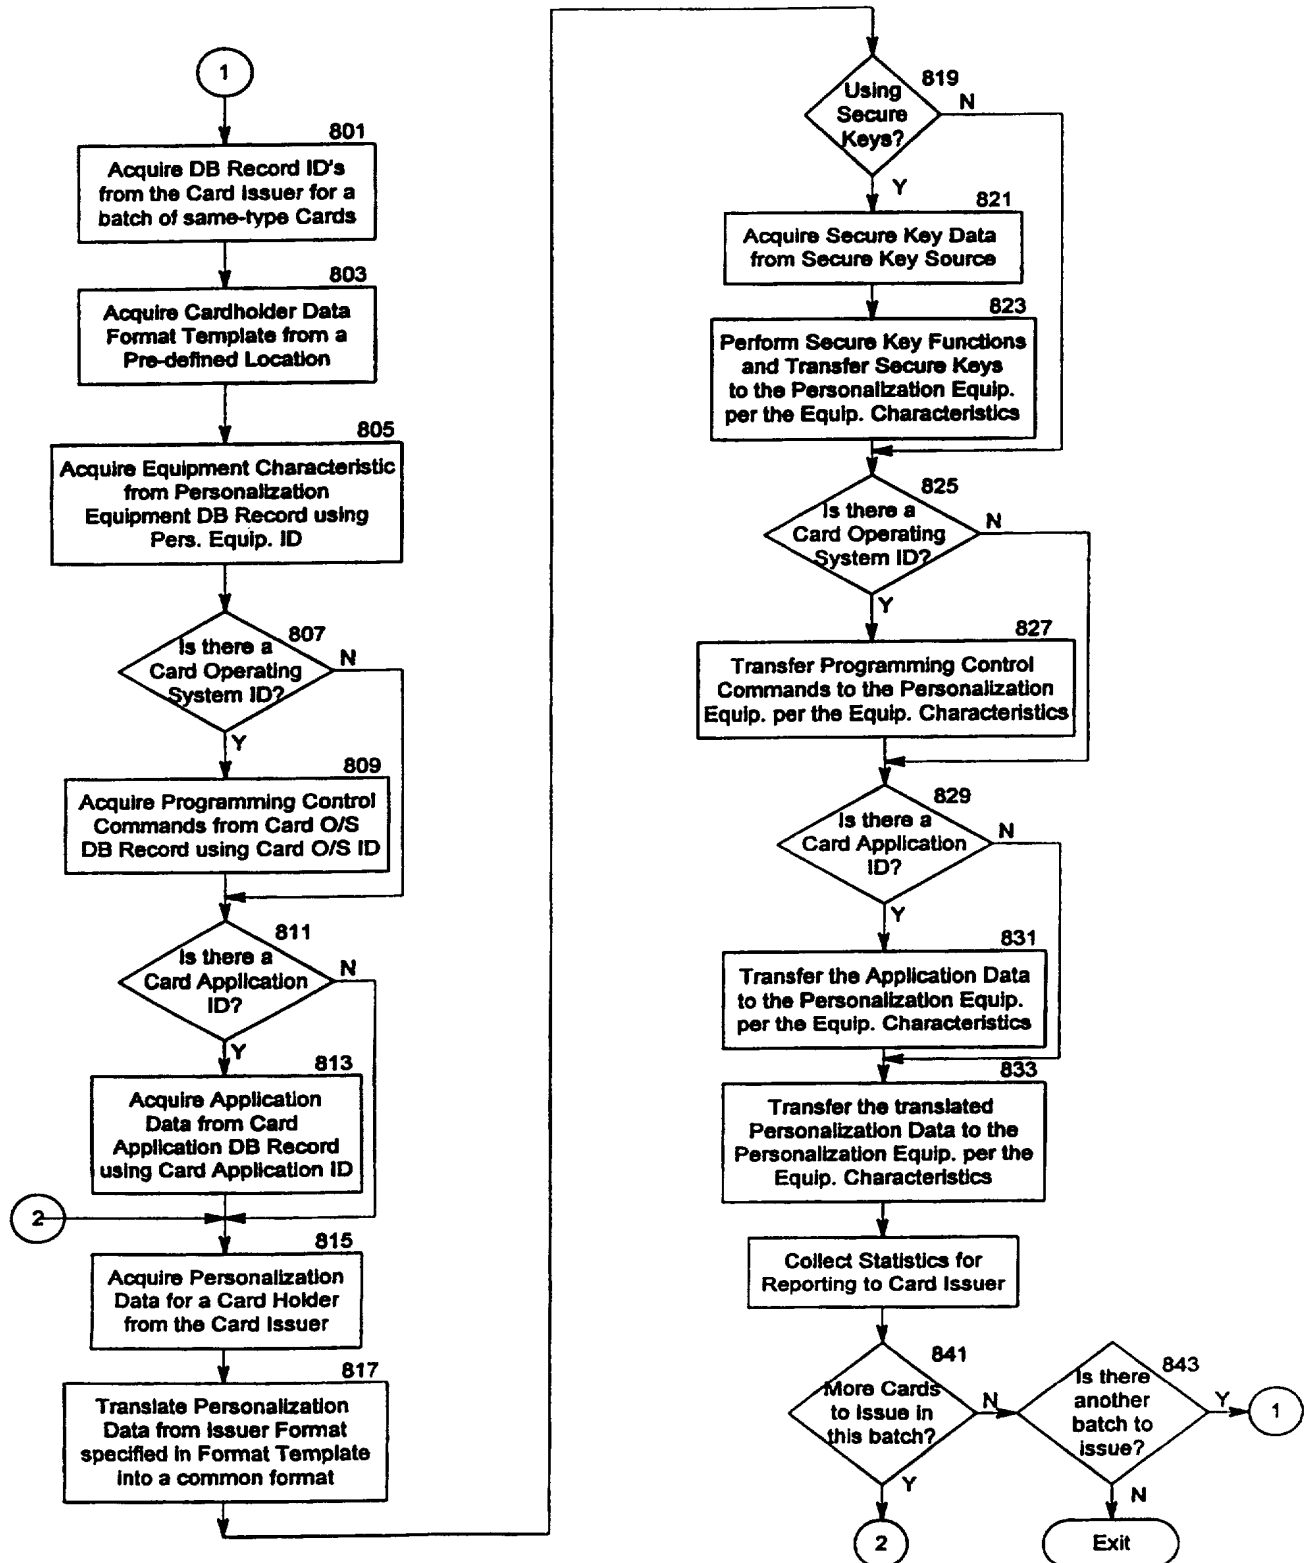 1
801
Acquire DB Record ID's
from the Card Issuer for a
batch of same-type Cards
803
Acquire Cardholder Data
Format Template from a
Pre-defined Location
805
Acquire Equipment Characteristic
from Personalization
Equipment DB Record using
Pers. Equip. ID
807
Is there a
Card Operating
System ID?
N
Y
809
Acquire Programming Control
Commands from Card O/S
DB Record using Card O/S ID
811
Is there a
Card Application
ID?
N
Y
813
Acquire Application
Data from Card
Application DB Record
using Card Application ID
2
815
Acquire Personalization
Data for a Card Holder
from the Card Issuer
817
Translate Personalization
Data from Issuer Format
specified in Format Template
into a common format
819
Using
Secure
Keys?
N
Y
821
Acquire Secure Key Data
from Secure Key Source
823
Perform Secure Key Functions
and Transfer Secure Keys
to the Personalization Equip.
per the Equip. Characteristics
825
Is there a
Card Operating
System ID?
N
Y
827
Transfer Programming Control
Commands to the Personalization
Equip. per the Equip. Characteristics
829
Is there a
Card Application
ID?
N
Y
831
Transfer the Application Data
to the Personalization Equip.
per the Equip. Characteristics
833
Transfer the translated
Personalization Data to the
Personalization Equip. per the
Equip. Characteristics
Collect Statistics for
Reporting to Card Issuer
841
More Cards
to Issue in
this batch?
N
Y
2
843
Is there
another
batch to
issue?
Y
1
N
Exit